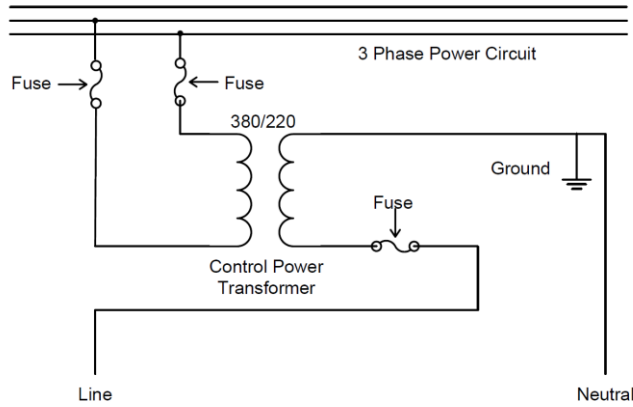 3 Phase Power Circuit
Fuse
Fuse
380/220
Ground
Fuse
Control Power
Transformer
Line
Neutral